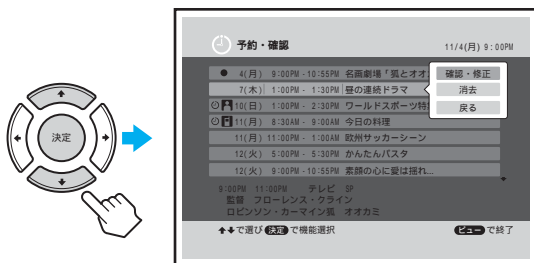 決定
予約・確認
11/4(月) 9:00PM
4(月) 9:00PM-10:55PM 名画劇場「狐とオオ
確認・修正
7(木) 1:00PM- 1:30PM 昼の連続ドラマ
消去
10(日) 1:00PM- 2:30PM ワールドスポーツ特
戻る
11(月) 8:30AM- 9:00AM 今日の料理
11(月) 11:00PM- 1:00AM 欧州サッカーシーン
12(火) 5:00PM- 5:30PM かんたんパスタ
12(火) 9:00PM-10:55PM 素顔の心に愛は揺れ...
9:00PM 11:00PM テレビ SP
監督 フローレンス・クライン
ロビンソン・カーマイン狐 オオカミ
で選び 決定 で機能選択
ビュー で終了